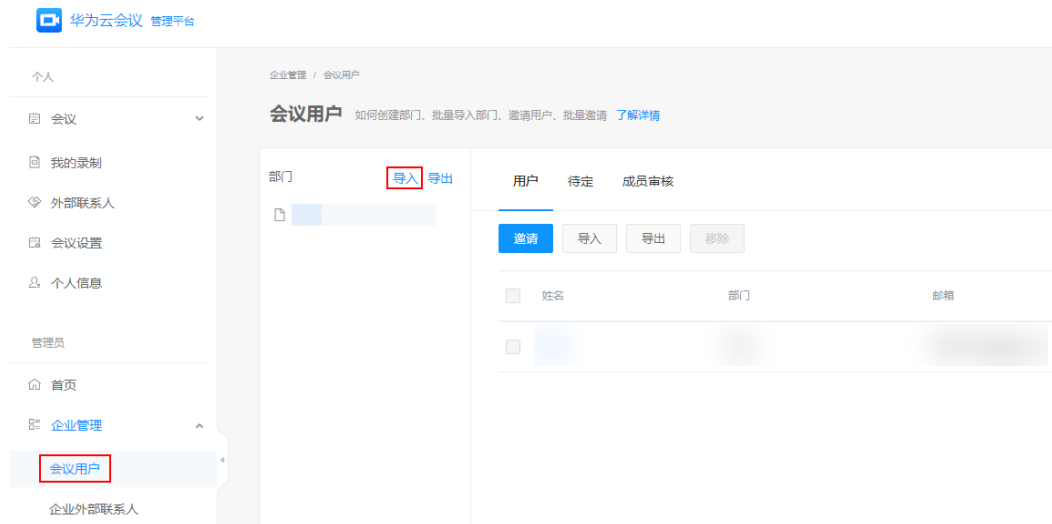 华为云会议 管理平台
个人
会议
我的录制
外部联系人
会议设置
个人信息
管理员
首页
企业管理
会议用户
企业外部联系人
企业管理 / 会议用户
会议用户 如何创建部门、批量导入部门、邀请用户、批量邀请 了解详情
部门 导入 导出
用户 待定 成员审核
邀请 导入 导出 移除
姓名 部门 邮箱